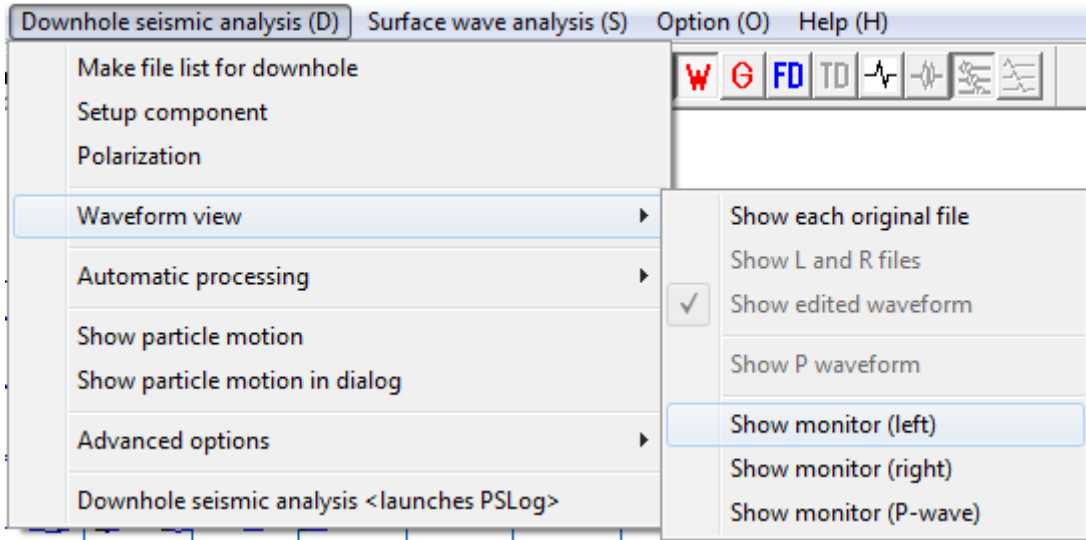 Downhole seismic analysis (D) Surface wave analysis (S) Option (O) Help (H)
W G FD TD
Make file list for downhole
Setup component
Polarization
Waveform view
Automatic processing
Show particle motion
Show particle motion in dialog
Advanced options
Downhole seismic analysis <launches PSLog>
Show each original file
Show L and R files
Show edited waveform
Show P waveform
Show monitor (left)
Show monitor (right)
Show monitor (P-wave)